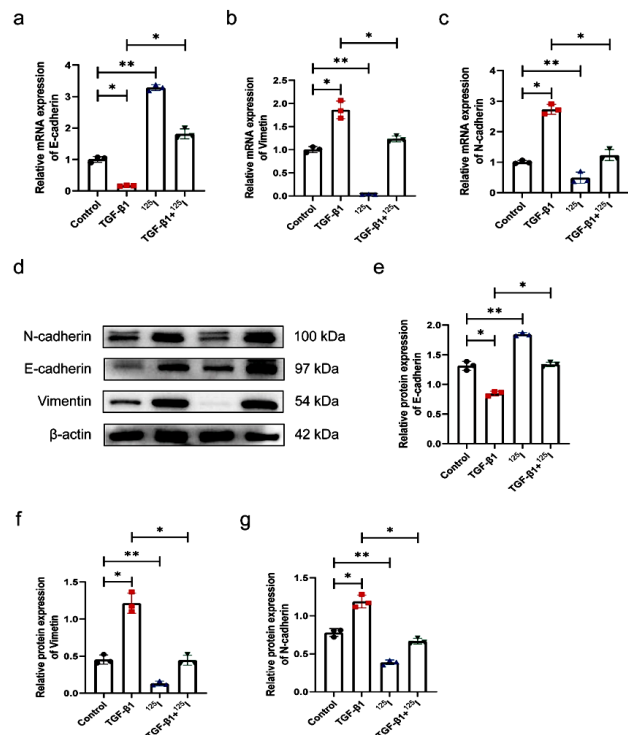 a
*
**
*
Relative mRNA expression
of E-cadherin
4
3
2
1
0
Control
TGF-β1
¹²⁵I
TGF-β1+¹²⁵I
b
*
**
*
Relative mRNA expression
of Vimetin
2.5
2.0
1.5
1.0
0.5
0.0
Control
TGF-β1
¹²⁵I
TGF-β1+¹²⁵I
c
*
**
*
Relative mRNA expression
of N-cadherin
4
3
2
1
0
Control
TGF-β1
¹²⁵I
TGF-β1+¹²⁵I
d
N-cadherin 100 kDa
E-cadherin 97 kDa
Vimentin 54 kDa
β-actin 42 kDa
e
*
**
*
Relative protein expression
of E-cadherin
2.0
1.5
1.0
0.5
0.0
Control
TGF-β1
¹²⁵I
TGF-β1+¹²⁵I
f
*
**
*
Relative protein expression
of Vimetin
1.5
1.0
0.5
0.0
Control
TGF-β1
¹²⁵I
TGF-β1+¹²⁵I
g
*
**
*
Relative protein expression
of N-cadherin
1.5
1.0
0.5
0.0
Control
TGF-β1
¹²⁵I
TGF-β1+¹²⁵I